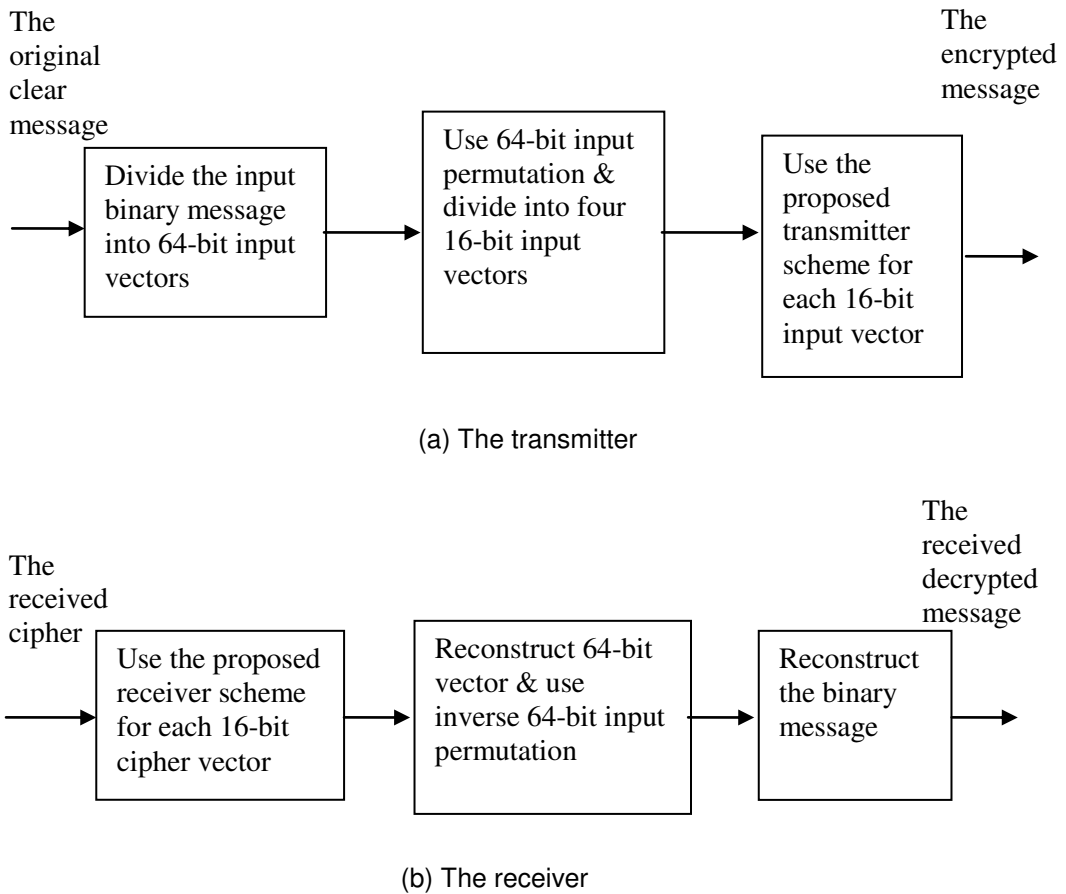 The
original
clear
message
Divide the input
binary message
into 64-bit input
vectors
Use 64-bit input
permutation &
divide into four
16-bit input
vectors
Use the
proposed
transmitter
scheme for
each 16-bit
input vector
The
encrypted
message
(a) The transmitter
The
received
cipher
Use the proposed
receiver scheme
for each 16-bit
cipher vector
Reconstruct 64-bit
vector & use
inverse 64-bit input
permutation
Reconstruct
the binary
message
The
received
decrypted
message
(b) The receiver